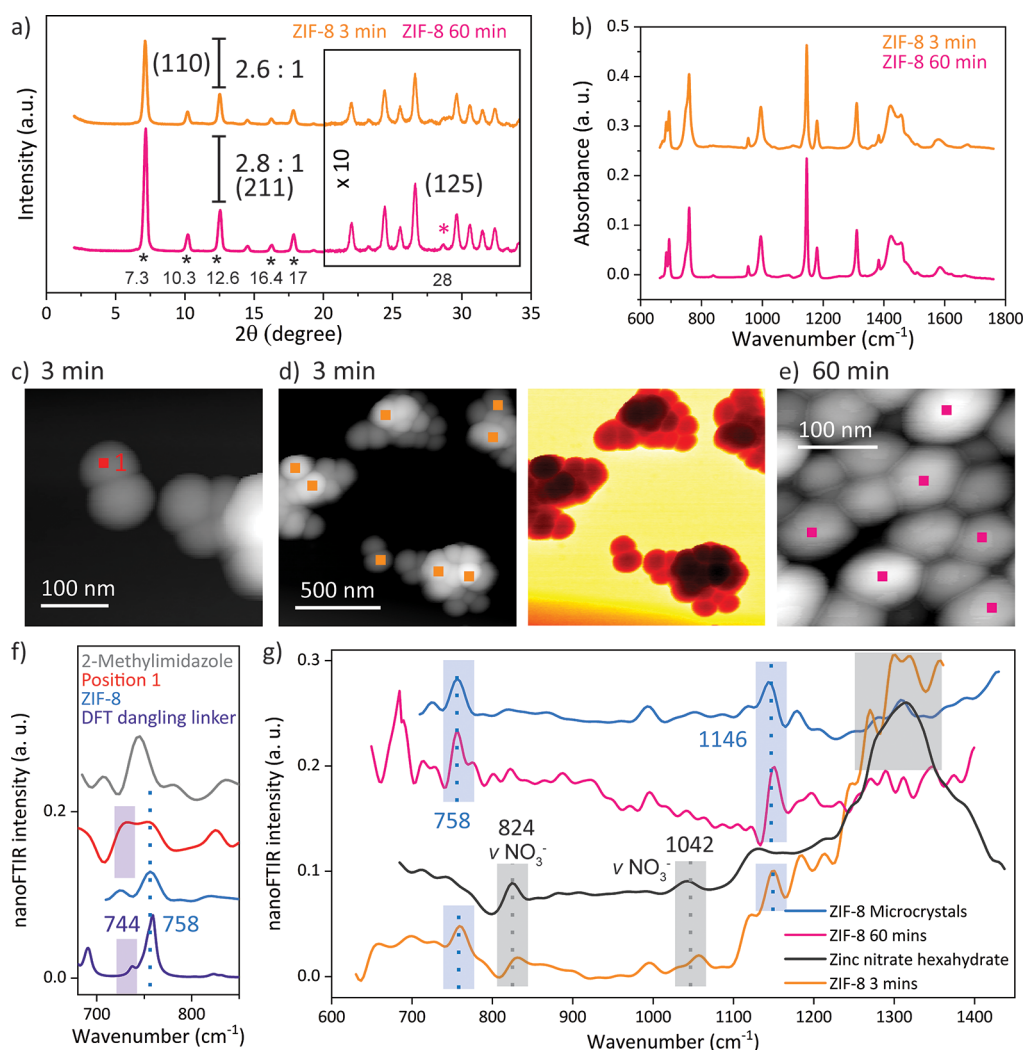 a)
ZIF-8 3 min ZIF-8 60 min
(110)
2.6 : 1
2.8 : 1
(211)
x 10
(125)
*
* * * * *
7.3 10.3 12.6 16.4 17 28
0 5 10 15 20 25 30 35
2θ (degree)
Intensity (a.u.)
b)
ZIF-8 3 min
ZIF-8 60 min
0.5
0.4
0.3
0.2
0.1
0.0
600 800 1000 1200 1400 1600 1800
Wavenumber (cm⁻¹)
Absorbance (a. u.)
c) 3 min
1
100 nm
d) 3 min
500 nm
e) 60 min
100 nm
f)
2-Methylimidazole
Position 1
ZIF-8
DFT dangling linker
744 758
0.2
0.0
700 800
Wavenumber (cm⁻¹)
nanoFTIR intensity (a. u.)
g)
0.3
0.2
0.1
0.0
1146
758
824
ν NO₃⁻
1042
ν NO₃⁻
ZIF-8 Microcrystals
ZIF-8 60 mins
Zinc nitrate hexahydrate
ZIF-8 3 mins
600 700 800 900 1000 1100 1200 1300 1400
Wavenumber (cm⁻¹)
nanoFTIR intensity (a. u.)